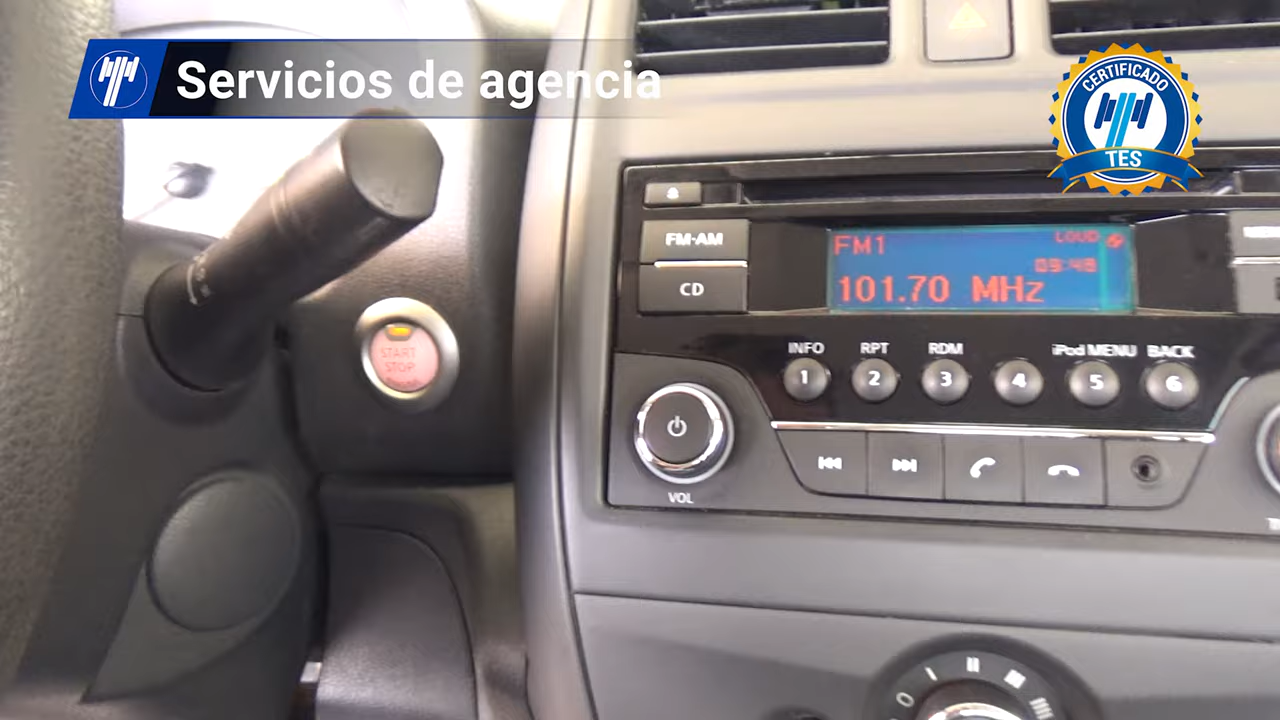 Servicios de agencia
CERTIFICADO
TES
FM·AM
CD
FM1
LOUD
09:48
101.70 MHz
INFO
RPT
RDM
iPod MENU
BACK
1
2
3
4
5
6
START
STOP
VOL